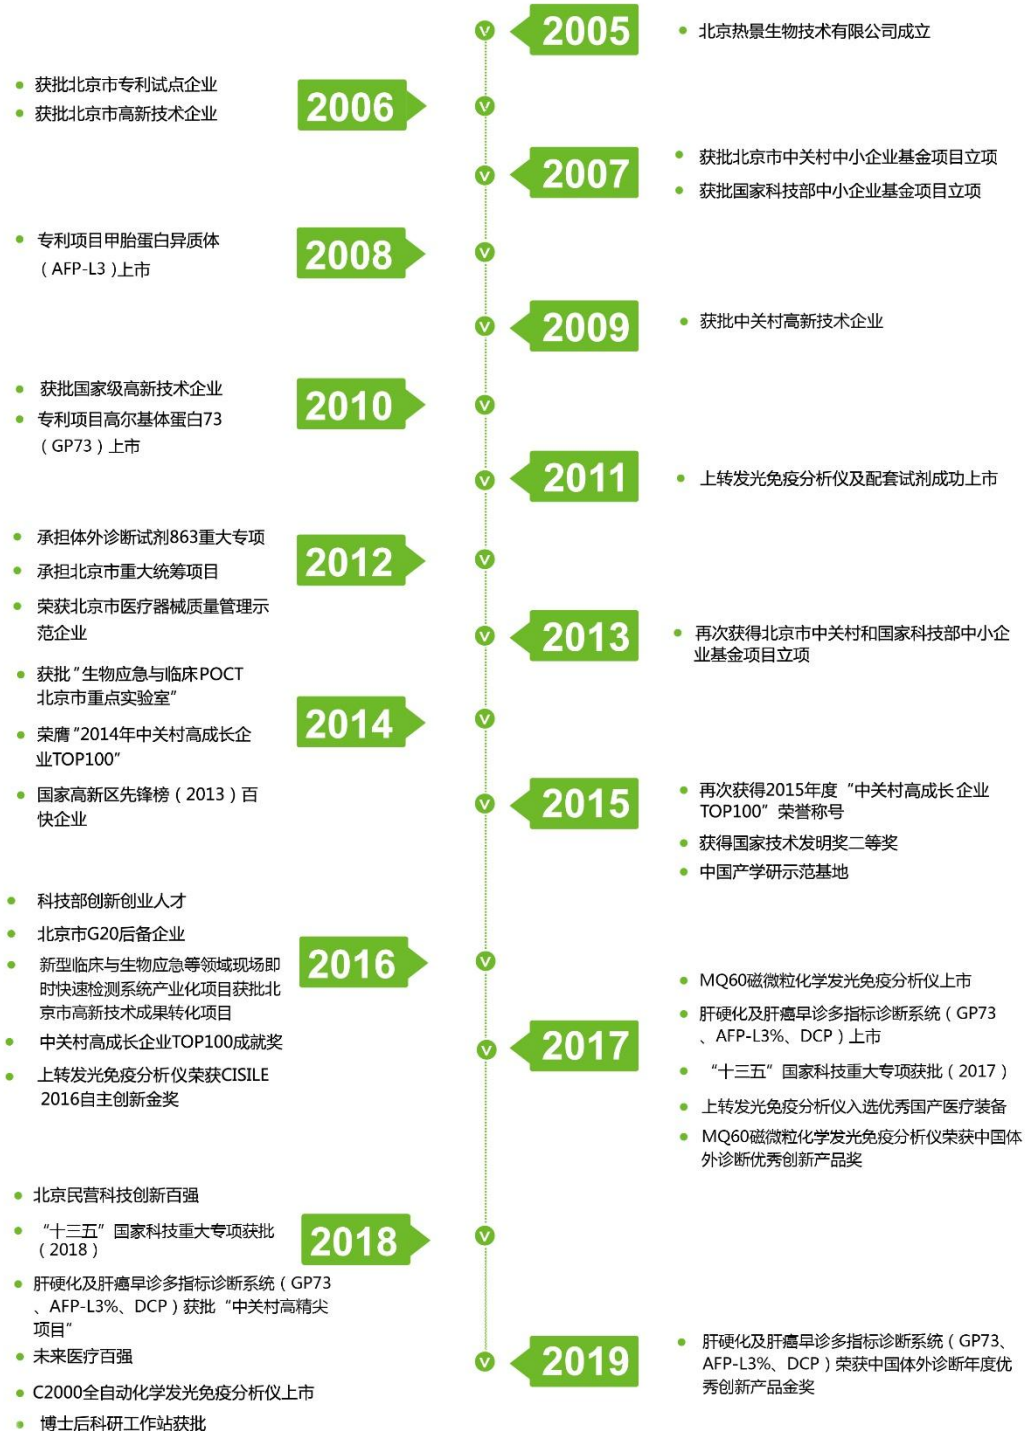 2005
北京热景生物技术有限公司成立
2006
获批北京市专利试点企业
获批北京市高新技术企业
2007
获批北京市中关村中小企业基金项目立项
获批国家科技部中小企业基金项目立项
2008
专利项目甲胎蛋白异质体
（AFP-L3）上市
2009
获批中关村高新技术企业
2010
获批国家级高新技术企业
专利项目高尔基体蛋白73
（GP73）上市
2011
上转发光免疫分析仪及配套试剂成功上市
2012
承担体外诊断试剂863重大专项
承担北京市重大统筹项目
荣获北京市医疗器械质量管理示
范企业
2013
再次获得北京市中关村和国家科技部中小企
业基金项目立项
2014
获批“生物应急与临床POCT
北京市重点实验室”
荣膺“2014年中关村高成长企
业TOP100”
国家高新区先锋榜（2013）百
快企业
2015
再次获得2015年度“中关村高成长企业
TOP100”荣誉称号
获得国家技术发明奖二等奖
中国产学研示范基地
2016
科技部创新创业人才
北京市G20后备企业
新型临床与生物应急等领域现场即
时快速检测系统产业化项目获批北
京市高新技术成果转化项目
中关村高成长企业TOP100成就奖
上转发光免疫分析仪荣获CISILE
2016自主创新金奖
2017
MQ60磁微粒化学发光免疫分析仪上市
肝硬化及肝癌早诊多指标诊断系统（GP73
、AFP-L3%、DCP）上市
“十三五”国家科技重大专项获批（2017）
上转发光免疫分析仪入选优秀国产医疗装备
MQ60磁微粒化学发光免疫分析仪荣获中国体
外诊断优秀创新产品奖
2018
北京民营科技创新百强
“十三五”国家科技重大专项获批
（2018）
肝硬化及肝癌早诊多指标诊断系统（GP73
、AFP-L3%、DCP）获批“中关村高精尖
项目”
未来医疗百强
C2000全自动化学发光免疫分析仪上市
博士后科研工作站获批
2019
肝硬化及肝癌早诊多指标诊断系统（GP73、
AFP-L3%、DCP）荣获中国体外诊断年度优
秀创新产品金奖